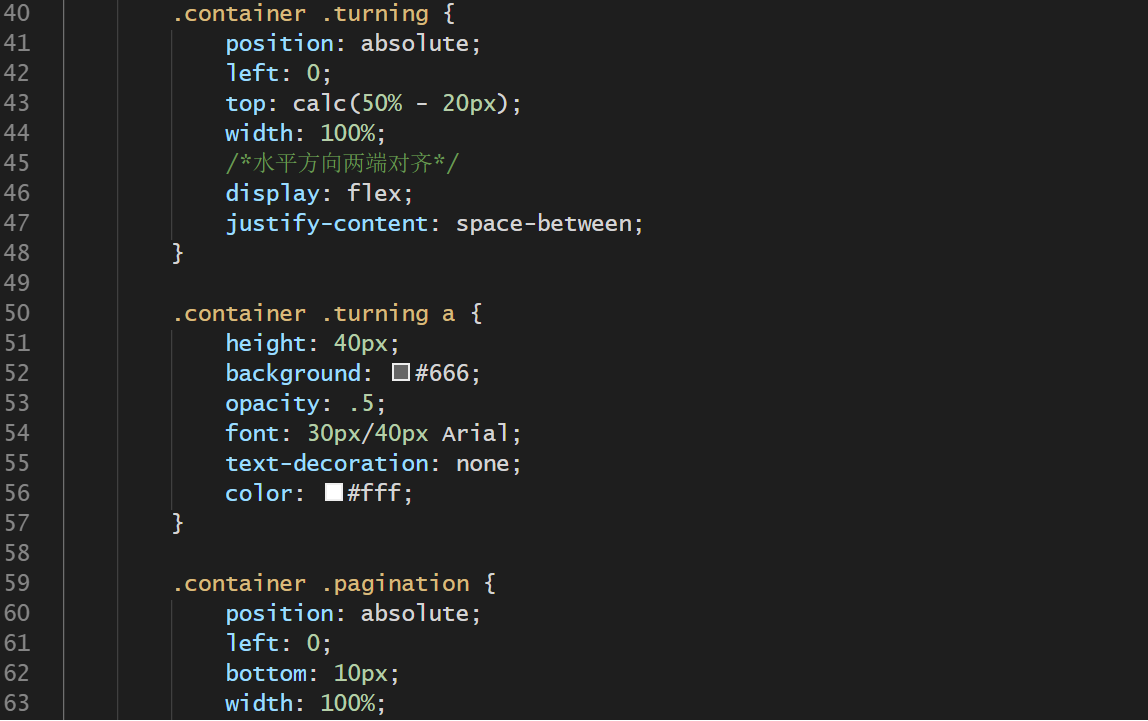 40 .container .turning {
41 position: absolute;
42 left: 0;
43 top: calc(50% - 20px);
44 width: 100%;
45 /*水平方向两端对齐*/
46 display: flex;
47 justify-content: space-between;
48 }
49
50 .container .turning a {
51 height: 40px;
52 background: #666;
53 opacity: .5;
54 font: 30px/40px Arial;
55 text-decoration: none;
56 color: #fff;
57 }
58
59 .container .pagination {
60 position: absolute;
61 left: 0;
62 bottom: 10px;
63 width: 100%;